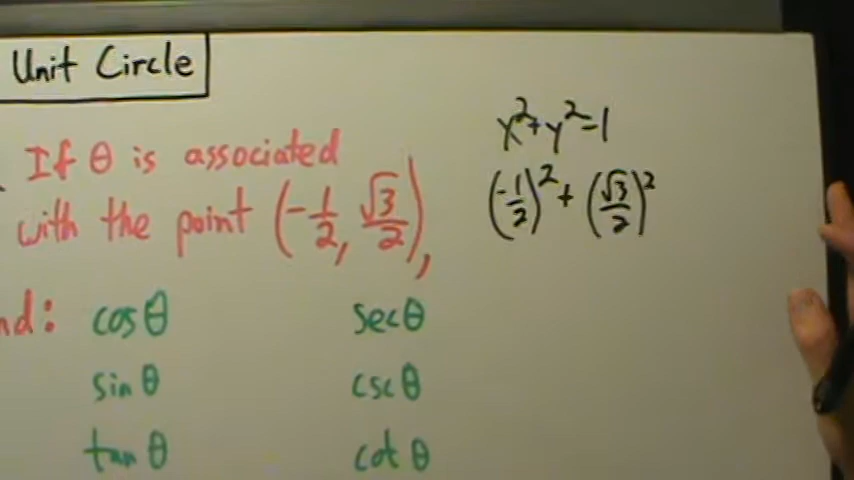 Unit Circle
If θ is associated
with the point (-1/2, √3/2),
nd:
cos θ
sec θ
sin θ
csc θ
tan θ
cot θ
x²+y²=1
(-1/2)² + (√3/2)²